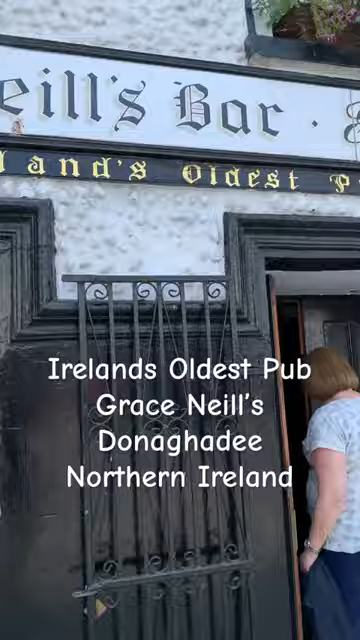 eill's Bar ·
land's Oldest P
Irelands Oldest Pub
Grace Neill's
Donaghadee
Northern Ireland